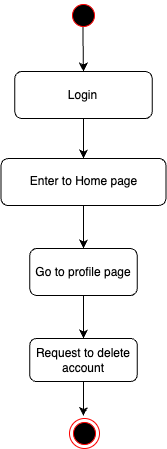 Login
Enter to Home page
Go to profile page
Request to delete
account